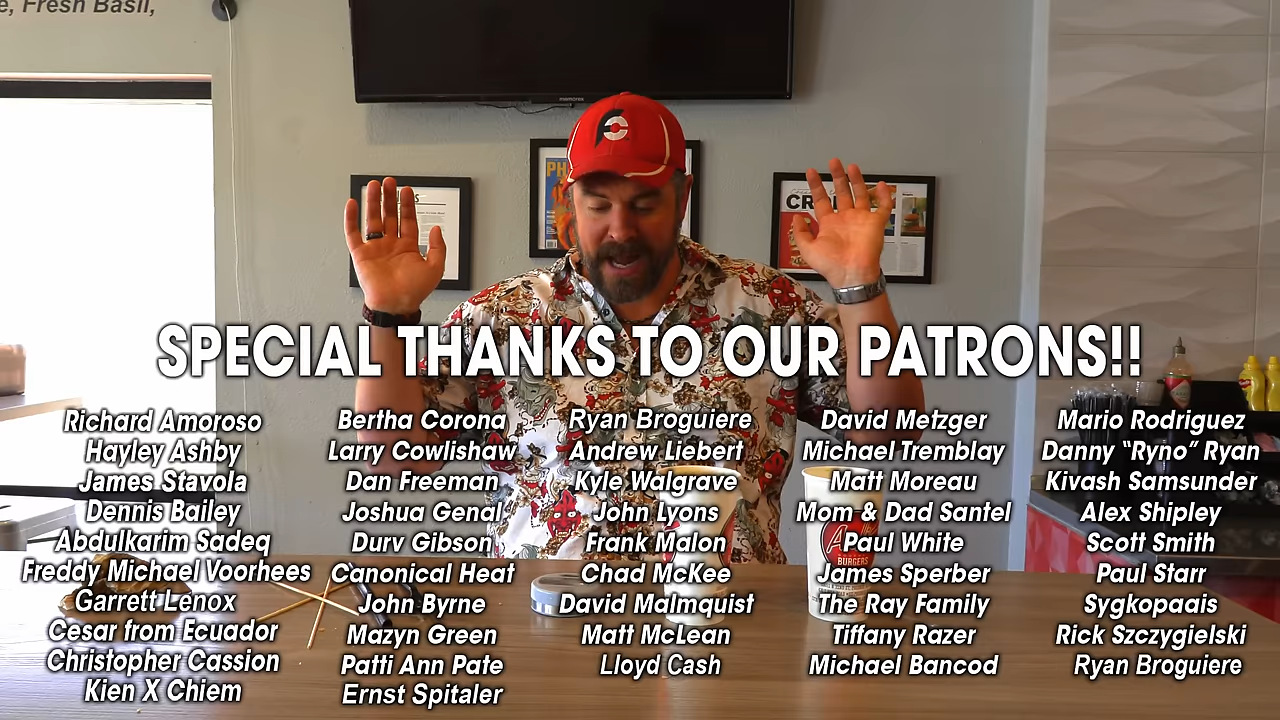 e, Fresh Basil,
memorex
PH
CR
SPECIAL THANKS TO OUR PATRONS!!
Richard Amoroso
Hayley Ashby
James Stavola
Dennis Bailey
Abdulkarim Sadeq
Freddy Michael Voorhees
Garrett Lenox
Cesar from Ecuador
Christopher Cassion
Kien X Chiem
Bertha Corona
Larry Cowlishaw
Dan Freeman
Joshua Genal
Durv Gibson
Canonical Heat
John Byrne
Mazyn Green
Patti Ann Pate
Ernst Spitaler
Ryan Broguiere
Andrew Liebert
Kyle Walgrave
John Lyons
Frank Malon
Chad McKee
David Malmquist
Matt McLean
Lloyd Cash
David Metzger
Michael Tremblay
Matt Moreau
Mom & Dad Santel
Paul White
James Sperber
The Ray Family
Tiffany Razer
Michael Bancod
Mario Rodriguez
Danny “Ryno” Ryan
Kivash Samsunder
Alex Shipley
Scott Smith
Paul Starr
Sygkopaais
Rick Szczygielski
Ryan Broguiere
BURGERS